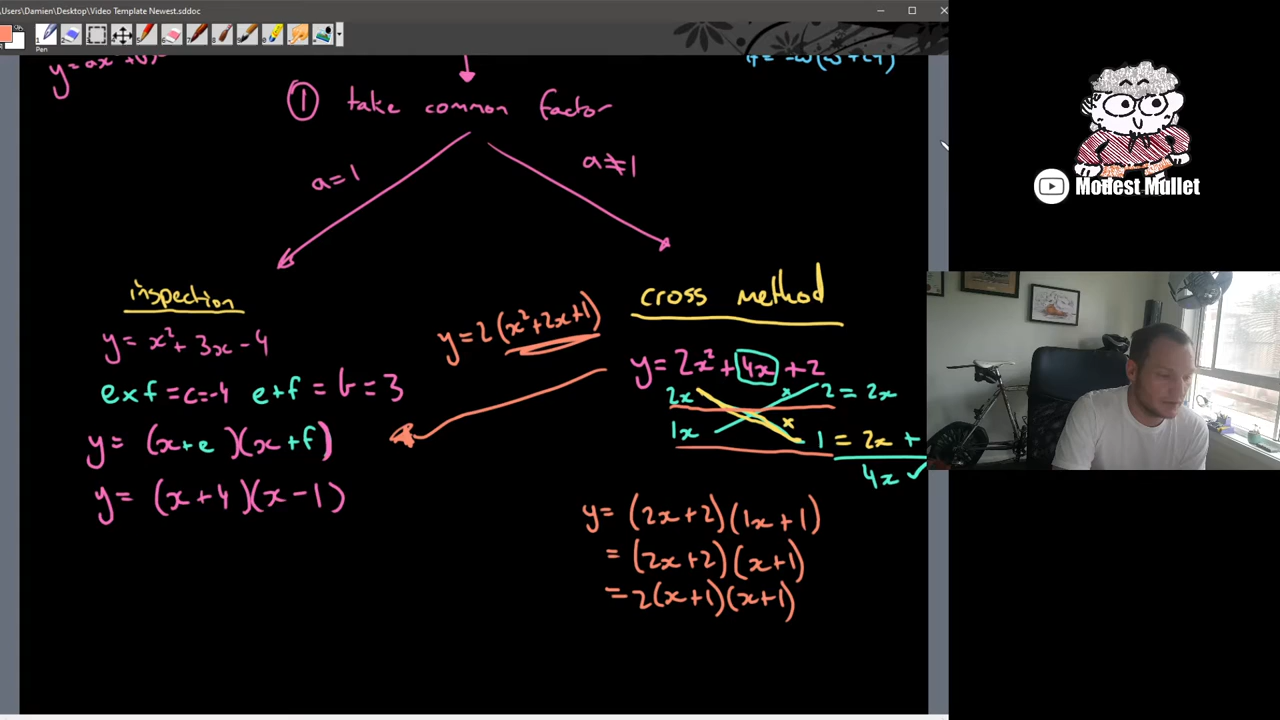 Users\Damien\Desktop\Video Template Newest.sddoc
Pen
① take common factor
a=1
a≠1
Modest Mullet
inspection
y = x² + 3x - 4
e x f = c = -4 e + f = b = 3
y = (x+e)(x+f)
y = (x+4)(x-1)
y = 2(x²+2x+1)
cross method
y = 2x² + 4x + 2
2x x 2 = 2x
1x x 1 = 2x +
4x ✓
y = (2x+2)(1x+1)
= (2x+2)(x+1)
= 2(x+1)(x+1)